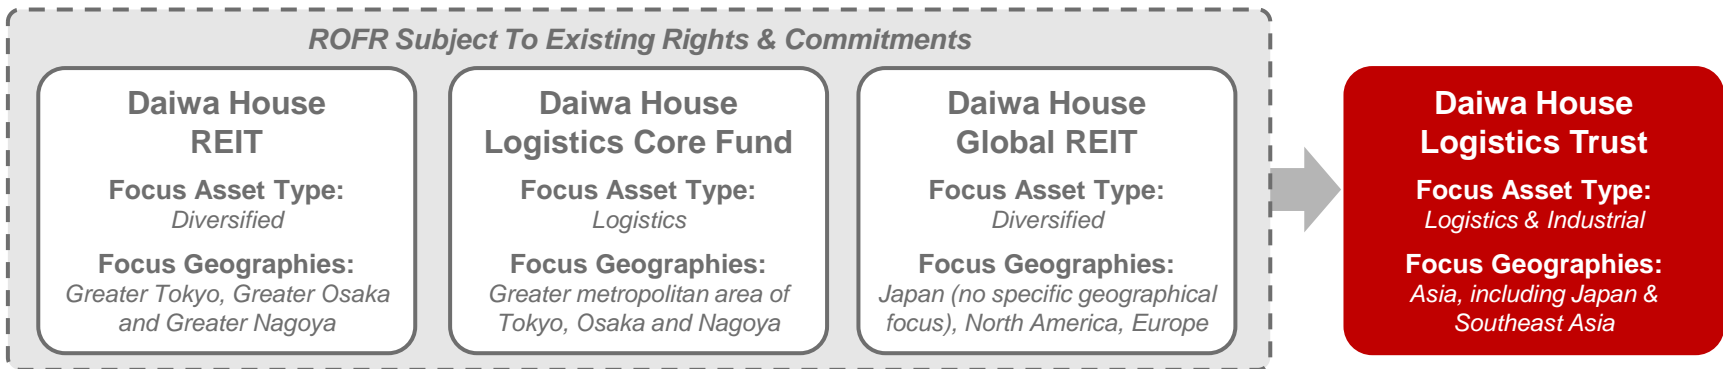 ROFR Subject To Existing Rights & Commitments
Daiwa House
REIT
Focus Asset Type:
Diversified
Focus Geographies:
Greater Tokyo, Greater Osaka
and Greater Nagoya
Daiwa House
Logistics Core Fund
Focus Asset Type:
Logistics
Focus Geographies:
Greater metropolitan area of
Tokyo, Osaka and Nagoya
Daiwa House
Global REIT
Focus Asset Type:
Diversified
Focus Geographies:
Japan (no specific geographical
focus), North America, Europe
Daiwa House
Logistics Trust
Focus Asset Type:
Logistics & Industrial
Focus Geographies:
Asia, including Japan &
Southeast Asia